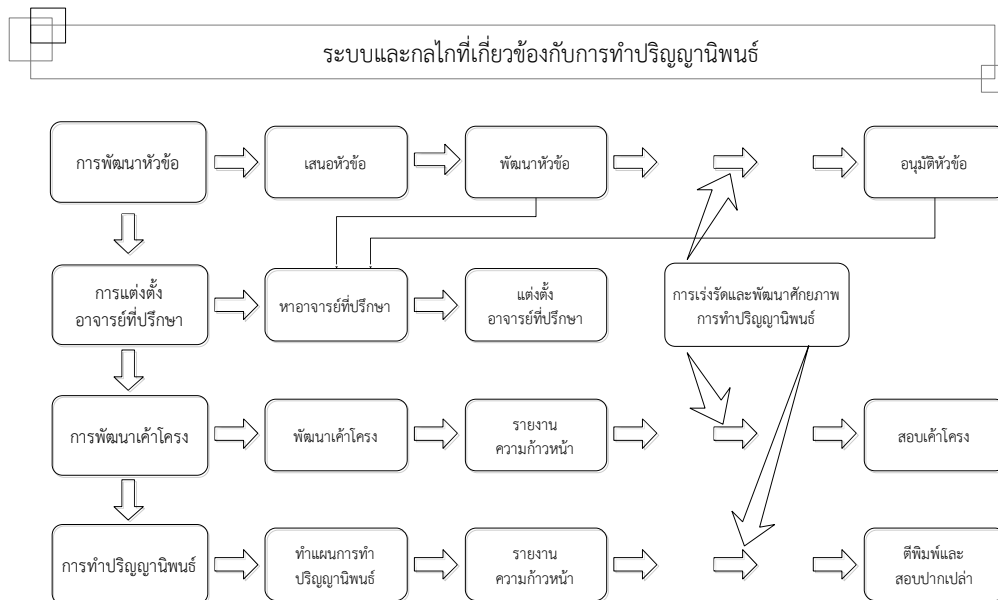 ระบบและกลไกที่เกี่ยวข้องกับการทำปริญญานิพนธ์
การพัฒนาหัวข้อ
เสนอหัวข้อ
พัฒนาหัวข้อ
อนุมัติหัวข้อ
การแต่งตั้ง
อาจารย์ที่ปรึกษา
หาอาจารย์ที่ปรึกษา
แต่งตั้ง
อาจารย์ที่ปรึกษา
การเร่งรัดและพัฒนาศักยภาพ
การทำปริญญานิพนธ์
การพัฒนาเค้าโครง
พัฒนาเค้าโครง
รายงาน
ความก้าวหน้า
สอบเค้าโครง
การทำปริญญานิพนธ์
ทำแผนการทำ
ปริญญานิพนธ์
รายงาน
ความก้าวหน้า
ตีพิมพ์และ
สอบปากเปล่า